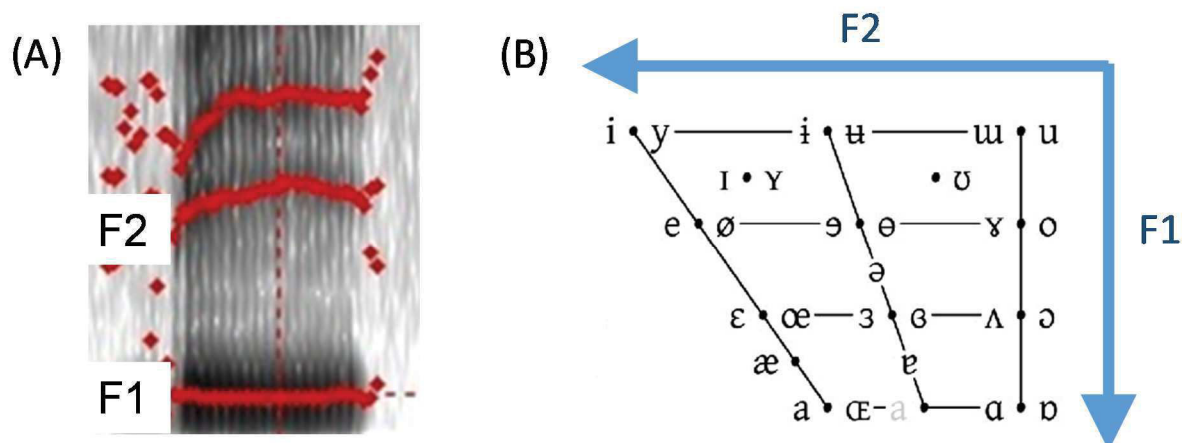 (A)
F2
F1
(B)
F2
F1
i y ɨ ʉ ɯ u
ɪ ʏ ʊ
e ø ɘ ɵ ɤ o
ə
ɛ œ ɜ ɞ ʌ ɔ
æ ɐ
a ɶ a ɑ ɒ